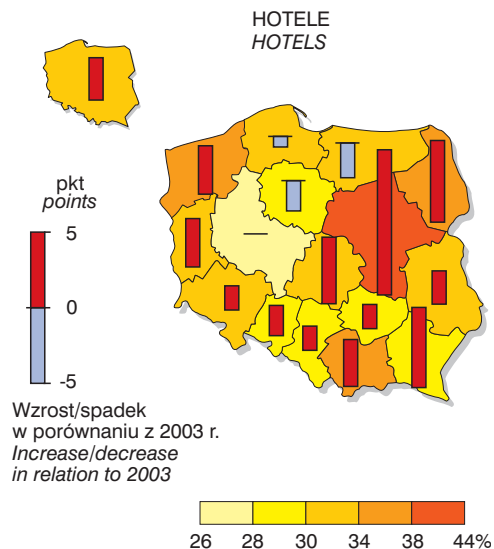 HOTELE
HOTELS
pkt
points
5
0
-5
Wzrost/spadek
w porównaniu z 2003 r.
Increase/decrease
in relation to 2003
26 28 30 34 38 44%